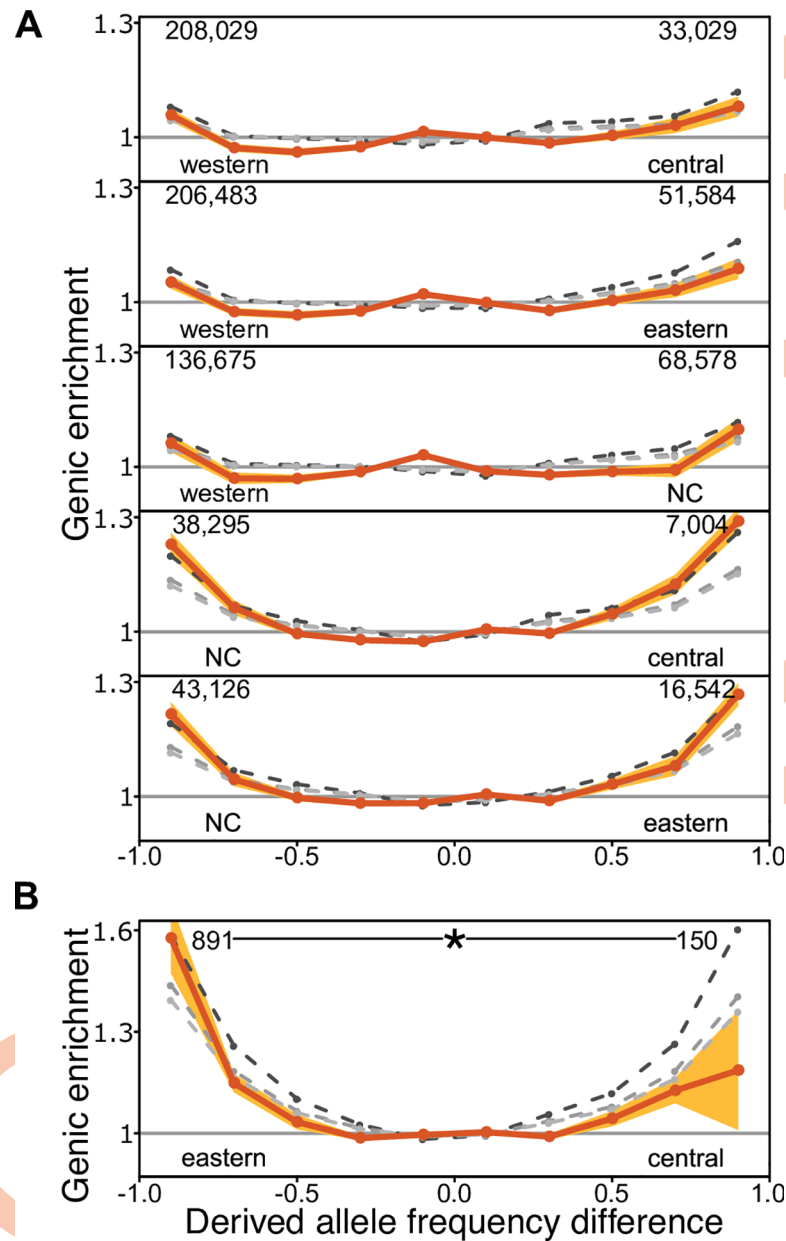 A
1.3
208,029 33,029
1
western central
1.3
206,483 51,584
1
western eastern
1.3
136,675 68,578
1
western NC
1.3
38,295 7,004
1
NC central
1.3
43,126 16,542
1
NC eastern
Genic enrichment
-1.0 -0.5 0.0 0.5 1.0
B
1.6
891 * 150
1.3
1
eastern central
Genic enrichment
-1.0 -0.5 0.0 0.5 1.0
Derived allele frequency difference